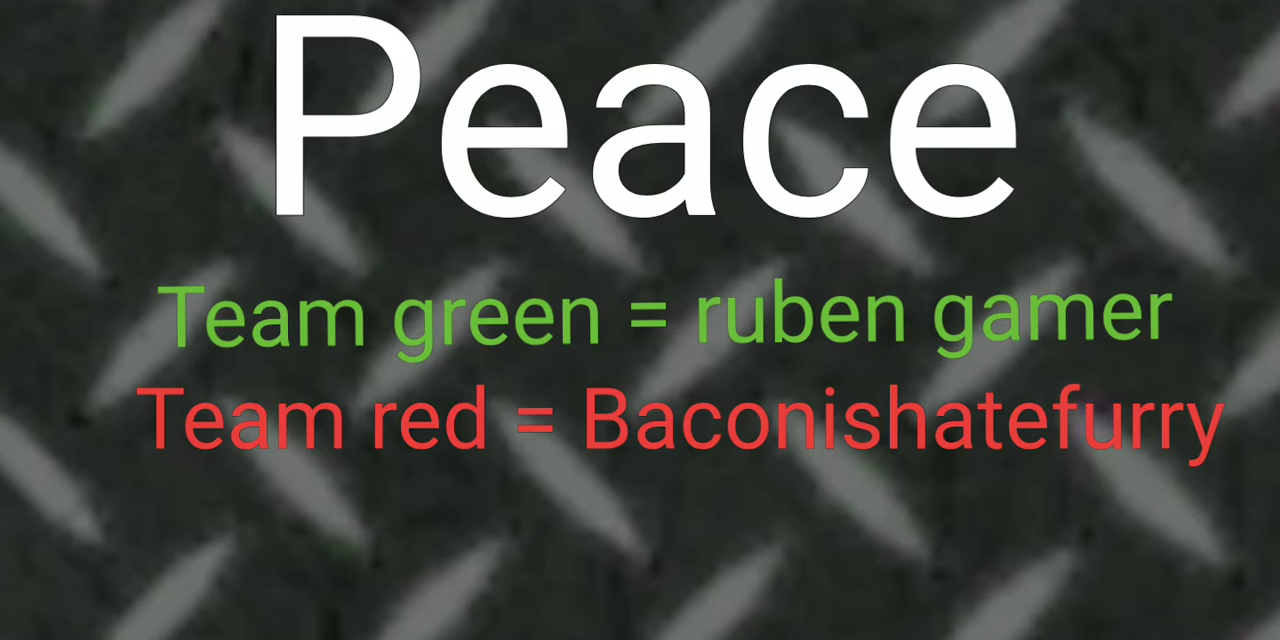 Peace
Team green = ruben gamer
Team red = Baconishatefurry